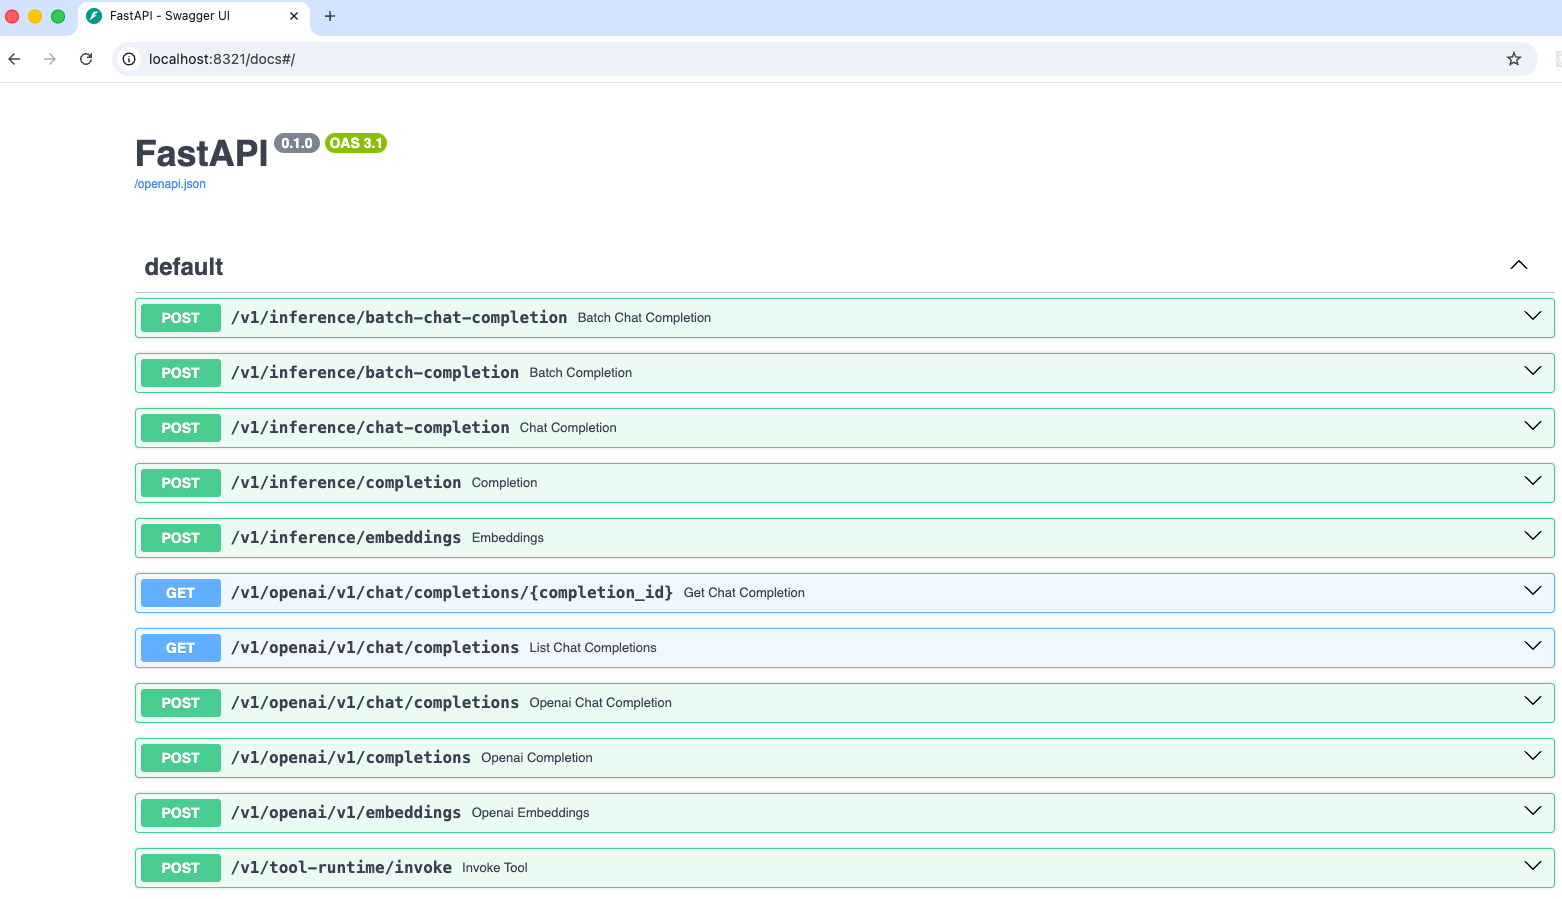 FastAPI - Swagger UI
localhost:8321/docs#/
FastAPI 0.1.0 OAS 3.1
/openapi.json
default
POST /v1/inference/batch-chat-completion Batch Chat Completion
POST /v1/inference/batch-completion Batch Completion
POST /v1/inference/chat-completion Chat Completion
POST /v1/inference/completion Completion
POST /v1/inference/embeddings Embeddings
GET /v1/openai/v1/chat/completions/{completion_id} Get Chat Completion
GET /v1/openai/v1/chat/completions List Chat Completions
POST /v1/openai/v1/chat/completions Openai Chat Completion
POST /v1/openai/v1/completions Openai Completion
POST /v1/openai/v1/embeddings Openai Embeddings
POST /v1/tool-runtime/invoke Invoke Tool